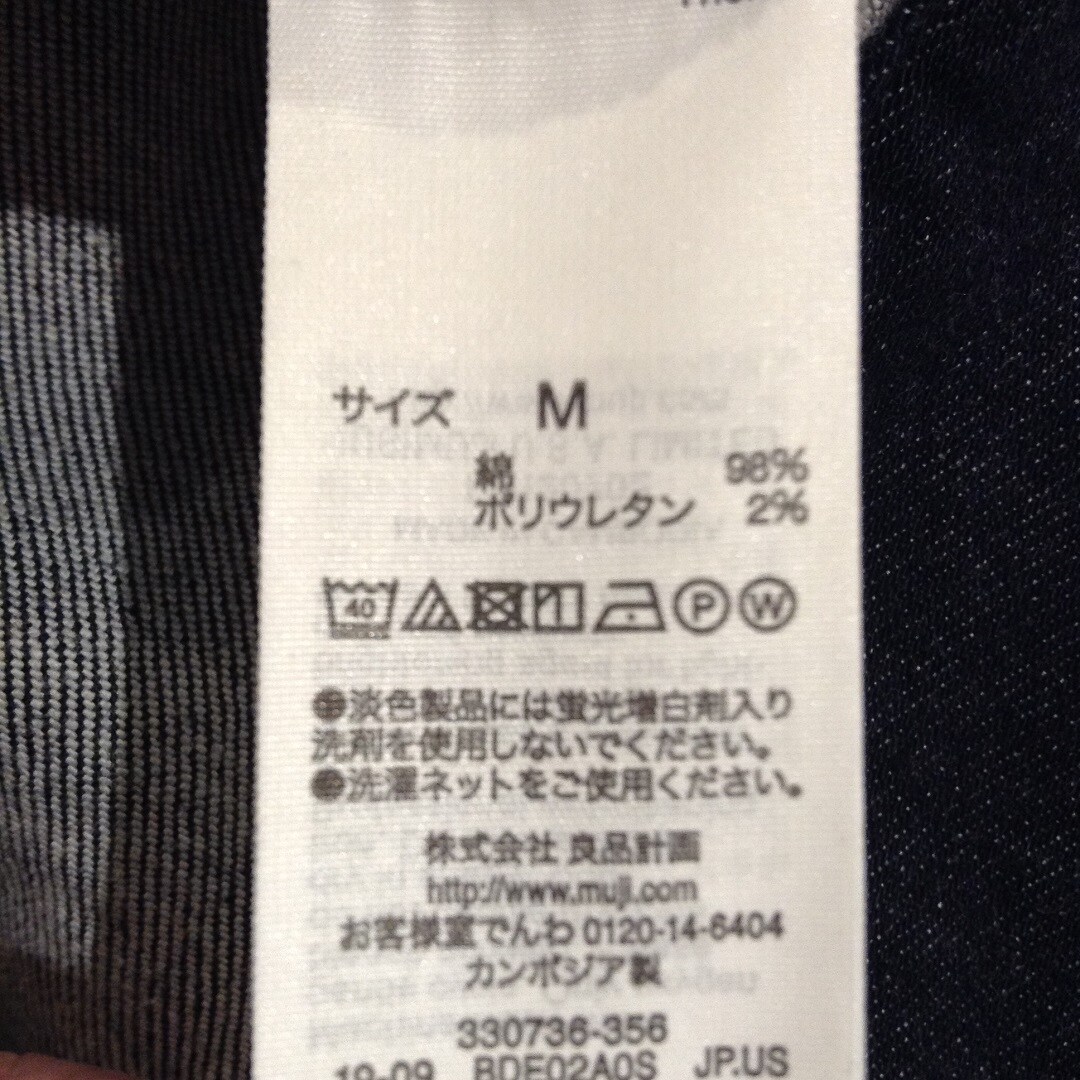 サイズ M
綿 98%
ポリウレタン 2%
40 P W
●淡色製品には蛍光増白剤入り
洗剤を使用しないでください。
●洗濯ネットをご使用ください。
株式会社 良品計画
http://www.muji.com
お客様室でんわ 0120-14-6404
カンボジア製
330736-356
19-09 BDE02A0S JP.US